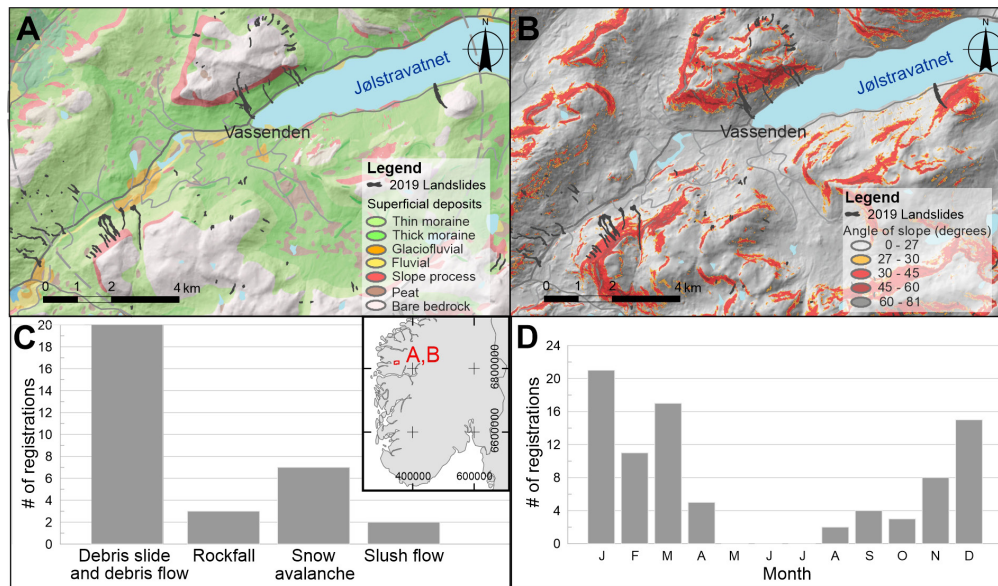 A
N
Jølstravatnet
Vassenden
Legend
2019 Landslides
Superficial deposits
Thin moraine
Thick moraine
Glaciofluvial
Fluvial
Slope process
Peat
Bare bedrock
0 1 2 4 km
B
N
Jølstravatnet
Vassenden
Legend
2019 Landslides
Angle of slope (degrees)
0 - 27
27 - 30
30 - 45
45 - 60
60 - 81
0 1 2 4 km
C
# of registrations
20
18
16
14
12
10
8
6
4
2
0
Debris slide
and debris flow
Rockfall
Snow
avalanche
Slush flow
A,B
6800000
6600000
400000
600000
D
# of registrations
24
20
16
12
8
4
0
J F M A M J J A S O N D
Month